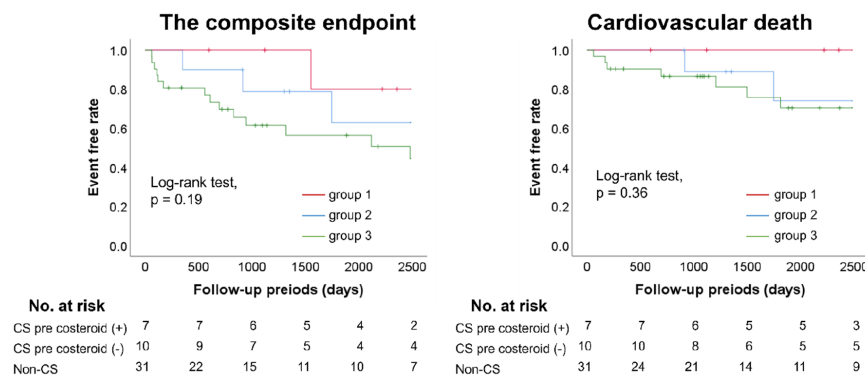 The composite endpoint
Event free rate
1.0
0.8
0.6
0.4
0.2
0.0
Log-rank test,
p = 0.19
group 1
group 2
group 3
0 500 1000 1500 2000 2500
Follow-up preiods (days)
No. at risk
CS pre costeroid (+) 7 7 6 5 4 2
CS pre costeroid (-) 10 9 7 5 4 4
Non-CS 31 22 15 11 10 7
Cardiovascular death
Event free rate
1.0
0.8
0.6
0.4
0.2
0.0
Log-rank test,
p = 0.36
group 1
group 2
group 3
0 500 1000 1500 2000 2500
Follow-up preiods (days)
No. at risk
CS pre costeroid (+) 7 7 6 5 5 3
CS pre costeroid (-) 10 10 8 6 5 5
Non-CS 31 24 21 14 11 9